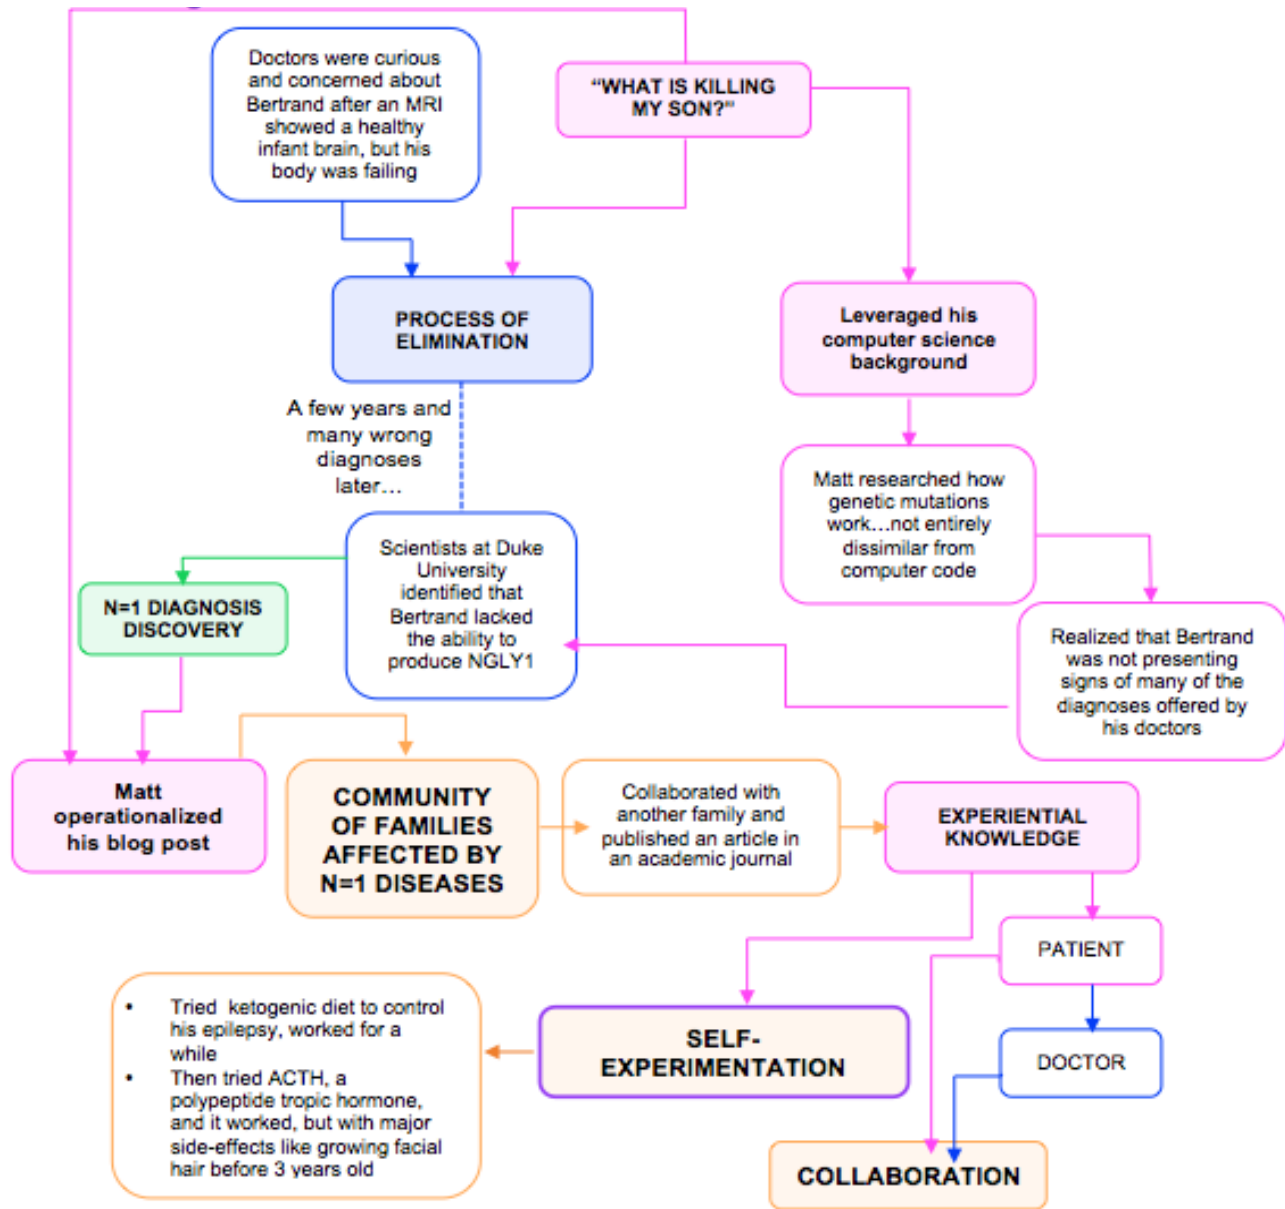 Doctors were curious
and concerned about
Bertrand after an MRI
showed a healthy
infant brain, but his
body was failing
“WHAT IS KILLING
MY SON?”
PROCESS OF
ELIMINATION
Leveraged his
computer science
background
A few years and
many wrong
diagnoses
later…
Matt researched how
genetic mutations
work…not entirely
dissimilar from
computer code
Scientists at Duke
University
identified that
Bertrand lacked
the ability to
produce NGLY1
N=1 DIAGNOSIS
DISCOVERY
Realized that Bertrand
was not presenting
signs of many of the
diagnoses offered by
his doctors
Matt
operationalized
his blog post
COMMUNITY
OF FAMILIES
AFFECTED BY
N=1 DISEASES
Collaborated with
another family and
published an article in
an academic journal
EXPERIENTIAL
KNOWLEDGE
PATIENT
DOCTOR
SELF-
EXPERIMENTATION
• Tried ketogenic diet to control
his epilepsy, worked for a
while
• Then tried ACTH, a
polypeptide tropic hormone,
and it worked, but with major
side-effects like growing facial
hair before 3 years old
COLLABORATION